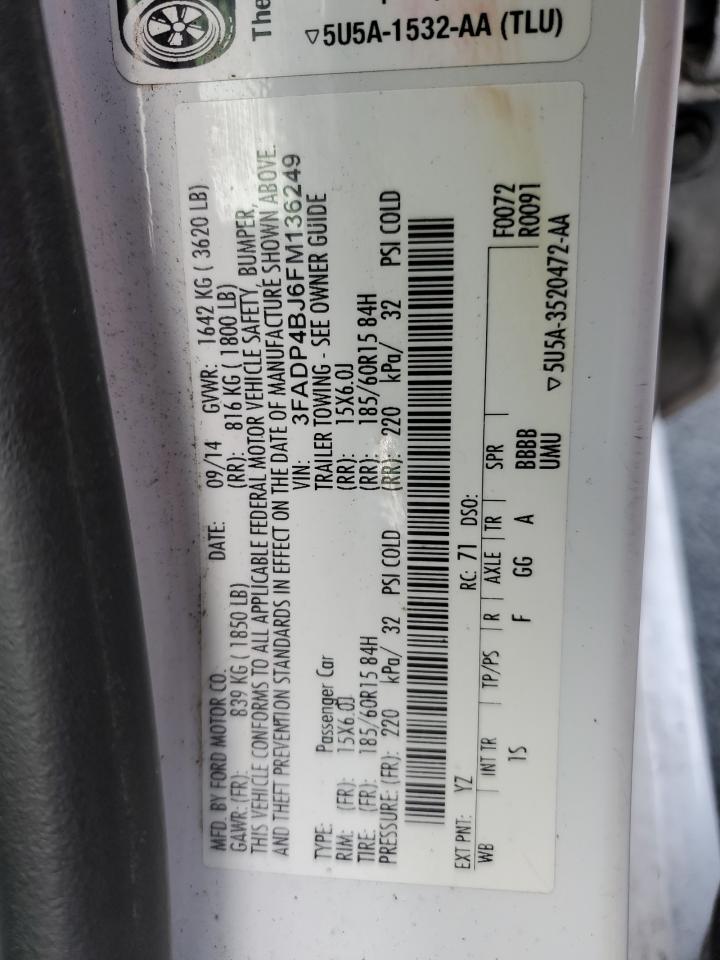 The
▽5U5A-1532-AA (TLU)
MFD. BY FORD MOTOR CO. DATE: 09/14 GVWR: 1642 KG ( 3620 LB)
GAWR: (FR): 839 KG ( 1850 LB) (RR): 816 KG ( 1800 LB)
THIS VEHICLE CONFORMS TO ALL APPLICABLE FEDERAL MOTOR VEHICLE SAFETY, BUMPER,
AND THEFT PREVENTION STANDARDS IN EFFECT ON THE DATE OF MANUFACTURE SHOWN ABOVE.
VIN: 3FADP4BJ6FM136249
TYPE: Passenger Car TRAILER TOWING - SEE OWNER GUIDE
RIM: (FR): 15X6.0J (RR): 15X6.0J
TIRE: (FR): 185/60R15 84H (RR): 185/60R15 84H
PRESSURE: (FR): 220 kPa/ 32 PSI COLD (RR): 220 kPa/ 32 PSI COLD
EXT PNT: YZ RC: 71 DSO:
WB INT TR TP/PS R AXLE TR SPR F0072
1S F GG A BBBB R0091
UMU
▽5U5A-3520472-AA